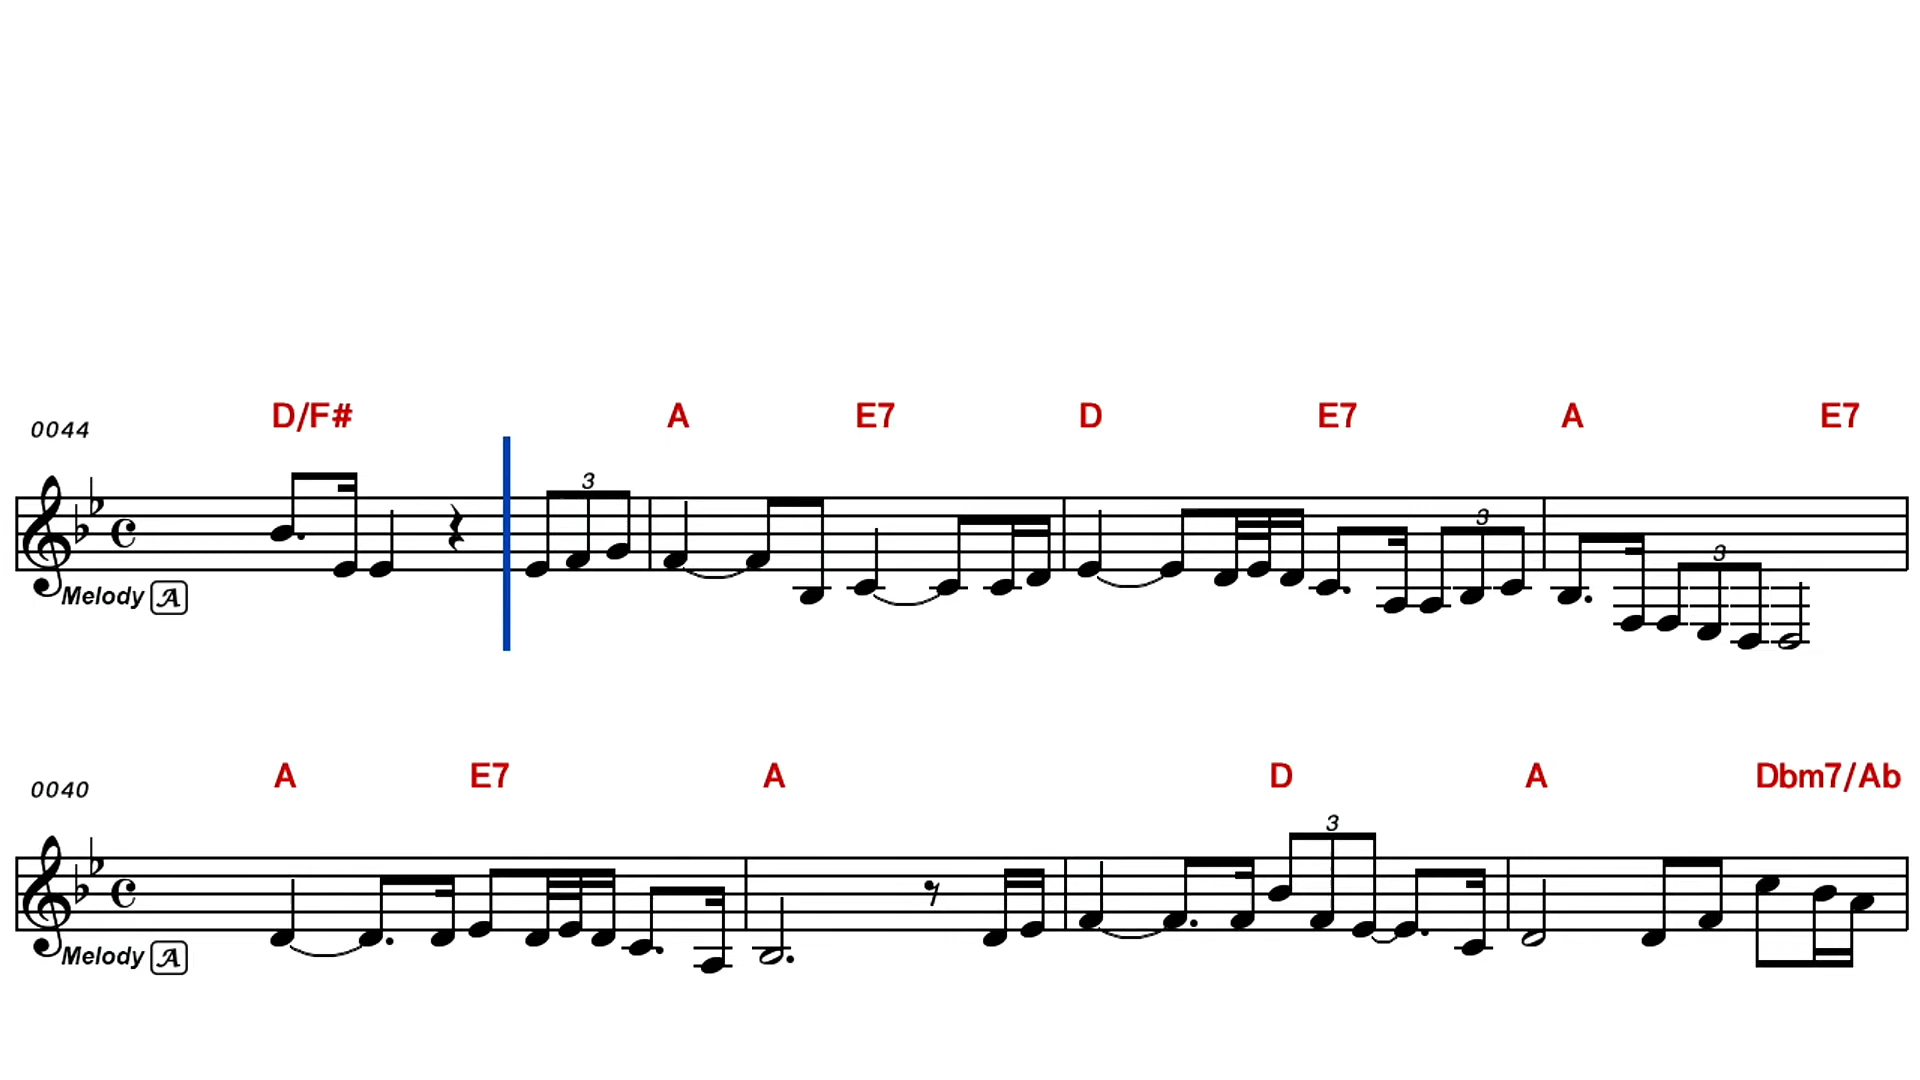 D/F# A E7 D E7 A E7
0044
3
3
3
Melody A
A E7 A D A Dbm7/Ab
0040
3
Melody A